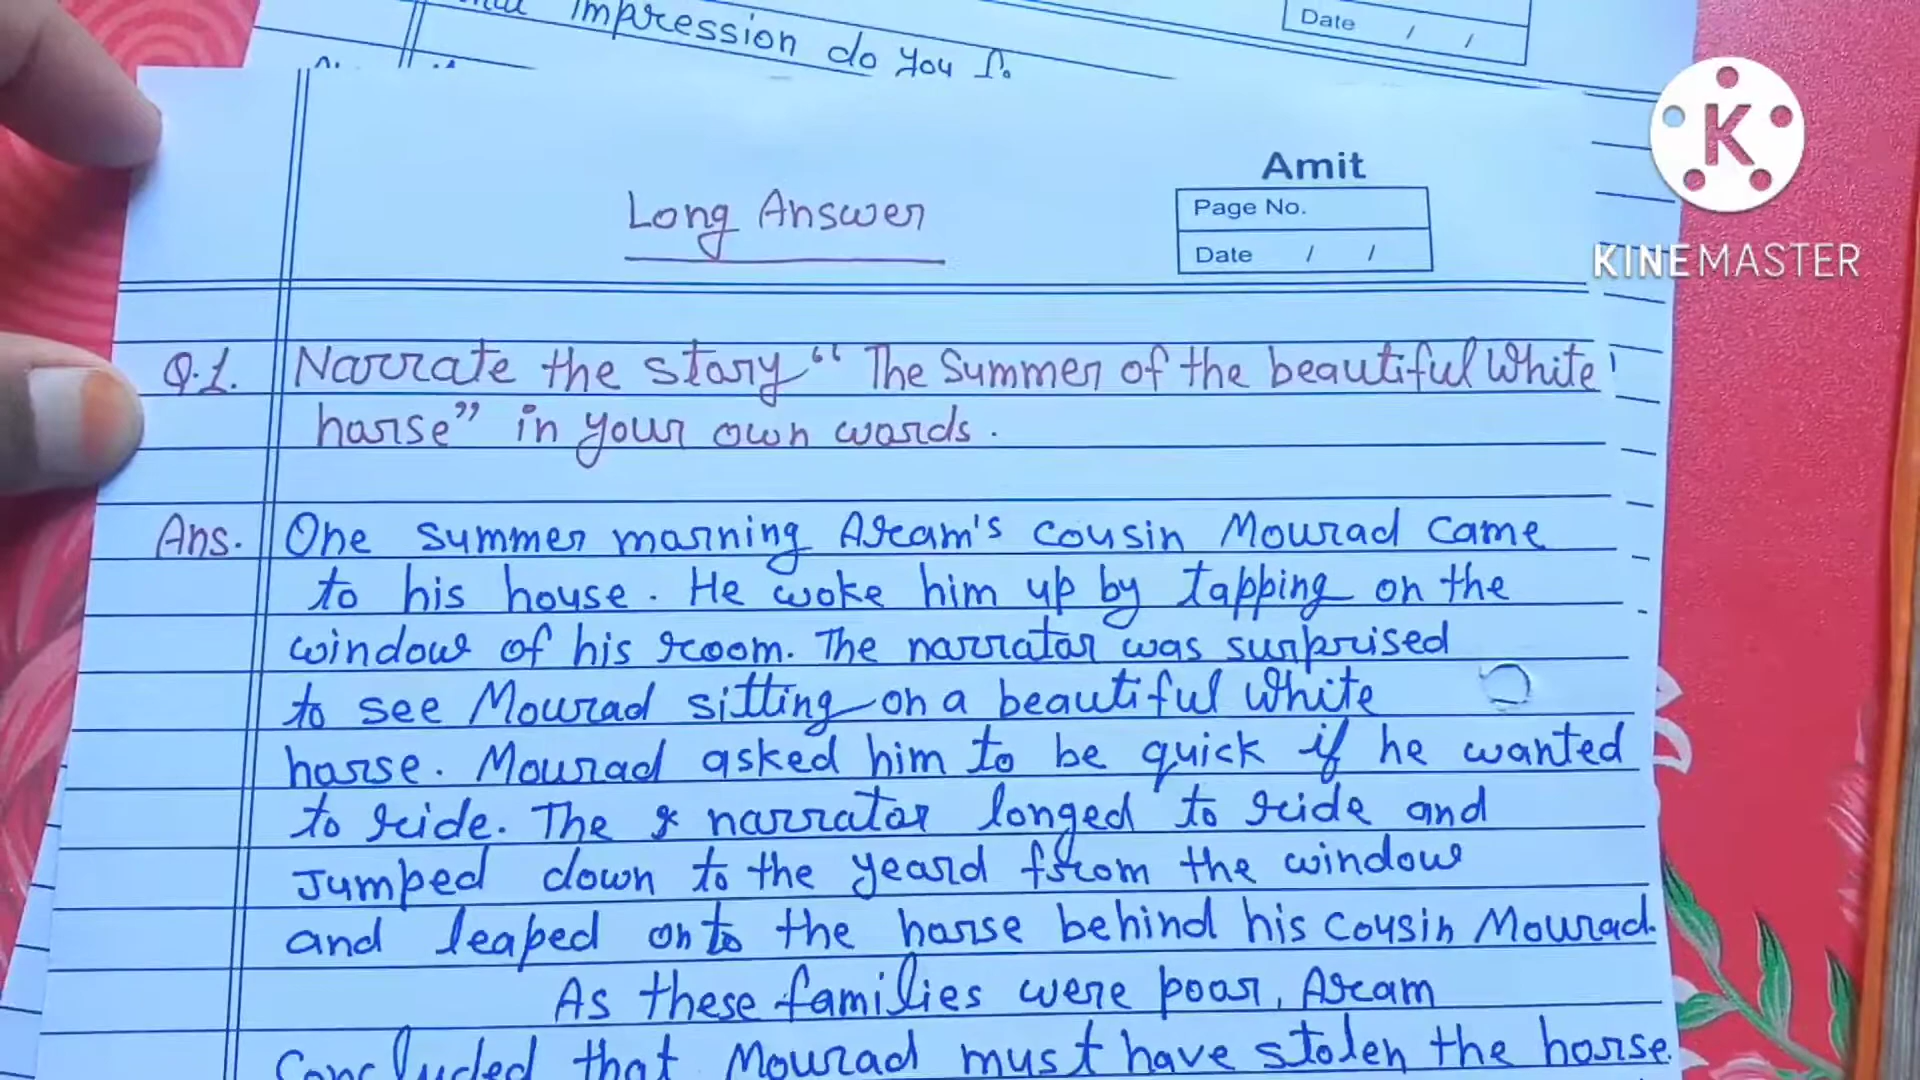 Impression do you
Date / /
Amit
Page No.
Date / /
Long Answer
Q.1. Narrate the story "The Summer of the beautiful White
horse" in your own words.
Ans. One summer morning Aram's cousin Mourad came
to his house. He woke him up by tapping on the
window of his room. The narrator was surprised
to see Mourad sitting on a beautiful White
horse. Mourad asked him to be quick if he wanted
to ride. The narrator longed to ride and
Jumped down to the yeard from the window
and leaped onto the horse behind his cousin Mourad.
As these families were poor, Aram
Concluded that Mourad must have stolen the horse
K
KINEMASTER